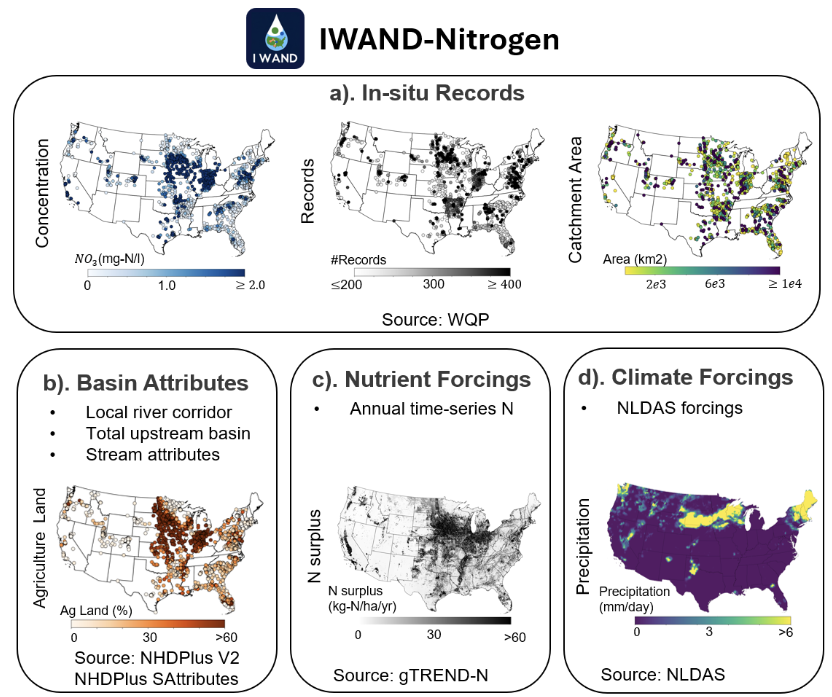 I WAND
IWAND-Nitrogen
a). In-situ Records
Concentration
NO₃(mg-N/l)
0 1.0 ≥ 2.0
Records
#Records
≤200 300 ≥ 400
Catchment Area
Area (km2)
2e3 6e3 ≥ 1e4
Source: WQP
b). Basin Attributes
• Local river corridor
• Total upstream basin
• Stream attributes
Agriculture Land
Ag Land (%)
0 30 >60
Source: NHDPlus V2
NHDPlus SAttributes
c). Nutrient Forcings
• Annual time-series N
N surplus
N surplus
(kg-N/ha/yr)
0 30 >60
Source: gTREND-N
d). Climate Forcings
• NLDAS forcings
Precipitation
Precipitation
(mm/day)
0 3 >6
Source: NLDAS